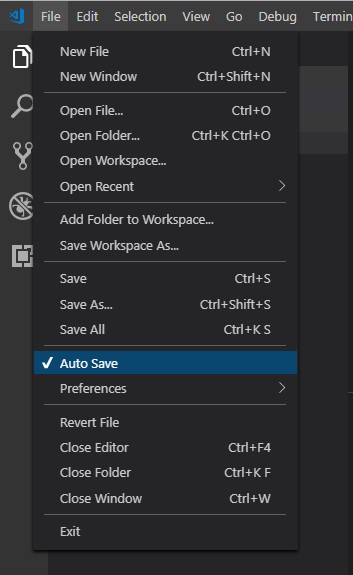 File Edit Selection View Go Debug Termin
New File Ctrl+N
New Window Ctrl+Shift+N
Open File... Ctrl+O
Open Folder... Ctrl+K Ctrl+O
Open Workspace...
Open Recent
Add Folder to Workspace...
Save Workspace As...
Save Ctrl+S
Save As... Ctrl+Shift+S
Save All Ctrl+K S
Auto Save
Preferences
Revert File
Close Editor Ctrl+F4
Close Folder Ctrl+K F
Close Window Ctrl+W
Exit